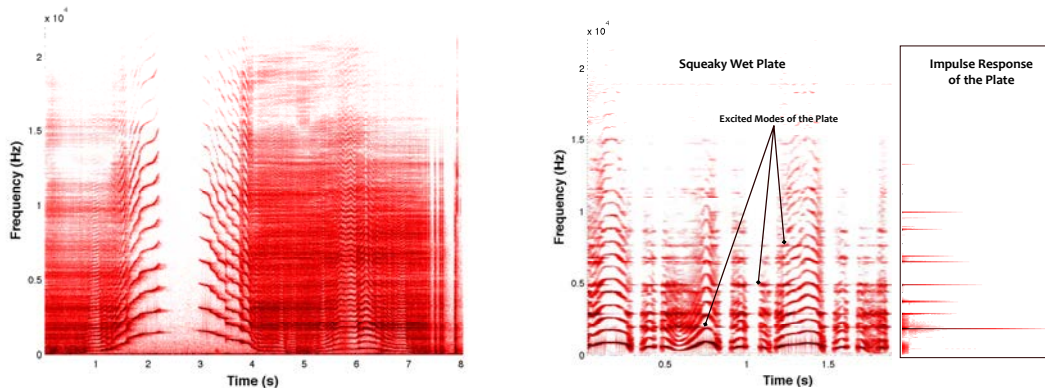 x 10⁴
2
1.5
1
0.5
0
Frequency (Hz)
1 2 3 4 5 6 7 8
Time (s)
x 10⁴
2
1.5
1
0.5
0
Frequency (Hz)
Squeaky Wet Plate
Excited Modes of the Plate
0.5 1 1.5
Time (s)
Impulse Response
of the Plate